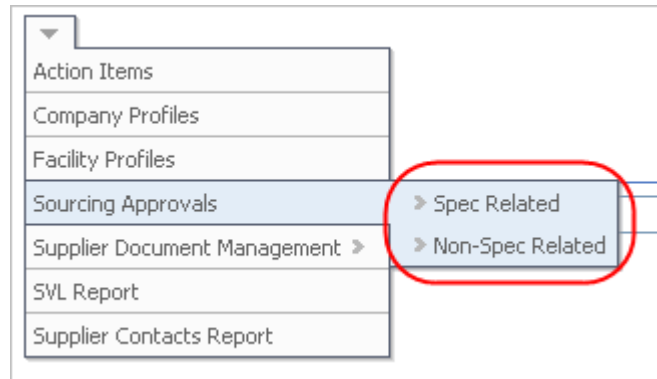 Action Items
Company Profiles
Facility Profiles
Sourcing Approvals
Spec Related
Non-Spec Related
Supplier Document Management
SVL Report
Supplier Contacts Report